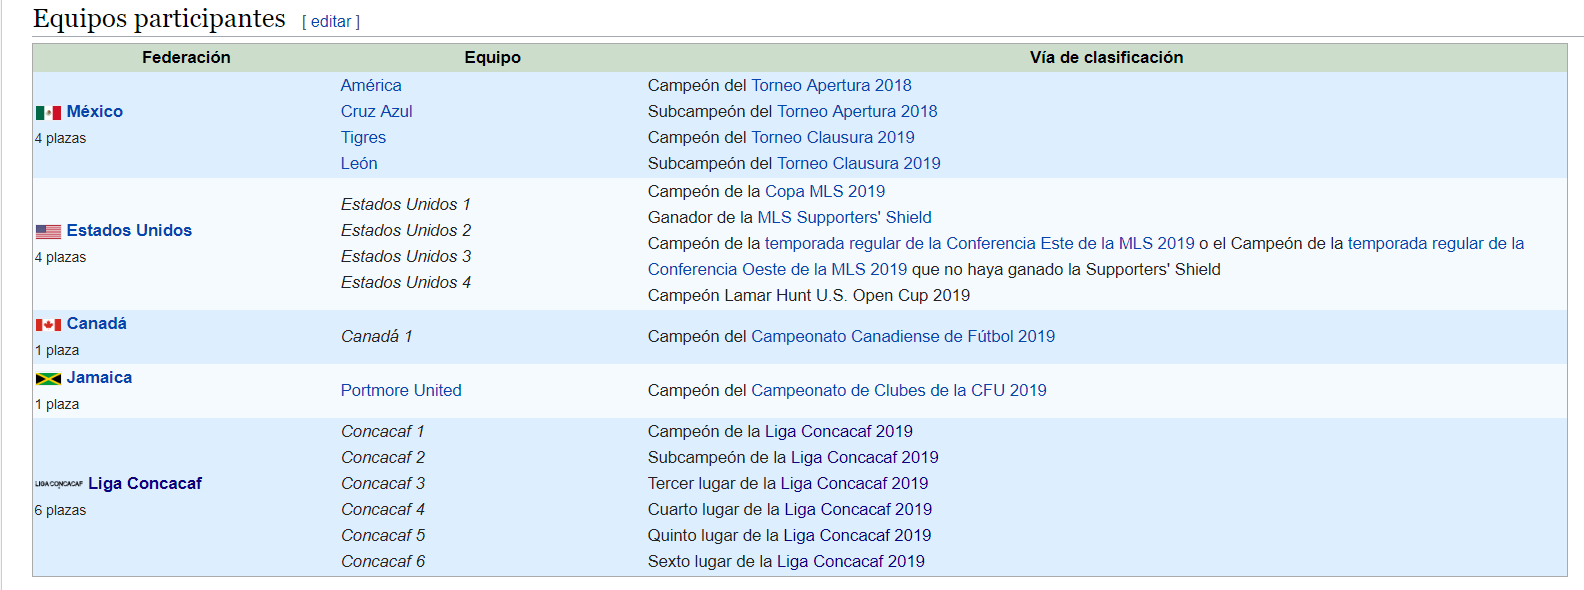 Equipos participantes [ editar ]
Federación Equipo Vía de clasificación
México
4 plazas
América Campeón del Torneo Apertura 2018
Cruz Azul Subcampeón del Torneo Apertura 2018
Tigres Campeón del Torneo Clausura 2019
León Subcampeón del Torneo Clausura 2019
Estados Unidos
4 plazas
Estados Unidos 1
Estados Unidos 2
Estados Unidos 3
Estados Unidos 4
Campeón de la Copa MLS 2019
Ganador de la MLS Supporters' Shield
Campeón de la temporada regular de la Conferencia Este de la MLS 2019 o el Campeón de la temporada regular de la
Conferencia Oeste de la MLS 2019 que no haya ganado la Supporters' Shield
Campeón Lamar Hunt U.S. Open Cup 2019
Canadá
1 plaza
Canadá 1 Campeón del Campeonato Canadiense de Fútbol 2019
Jamaica
1 plaza
Portmore United Campeón del Campeonato de Clubes de la CFU 2019
LIGA CONCACAF Liga Concacaf
6 plazas
Concacaf 1 Campeón de la Liga Concacaf 2019
Concacaf 2 Subcampeón de la Liga Concacaf 2019
Concacaf 3 Tercer lugar de la Liga Concacaf 2019
Concacaf 4 Cuarto lugar de la Liga Concacaf 2019
Concacaf 5 Quinto lugar de la Liga Concacaf 2019
Concacaf 6 Sexto lugar de la Liga Concacaf 2019